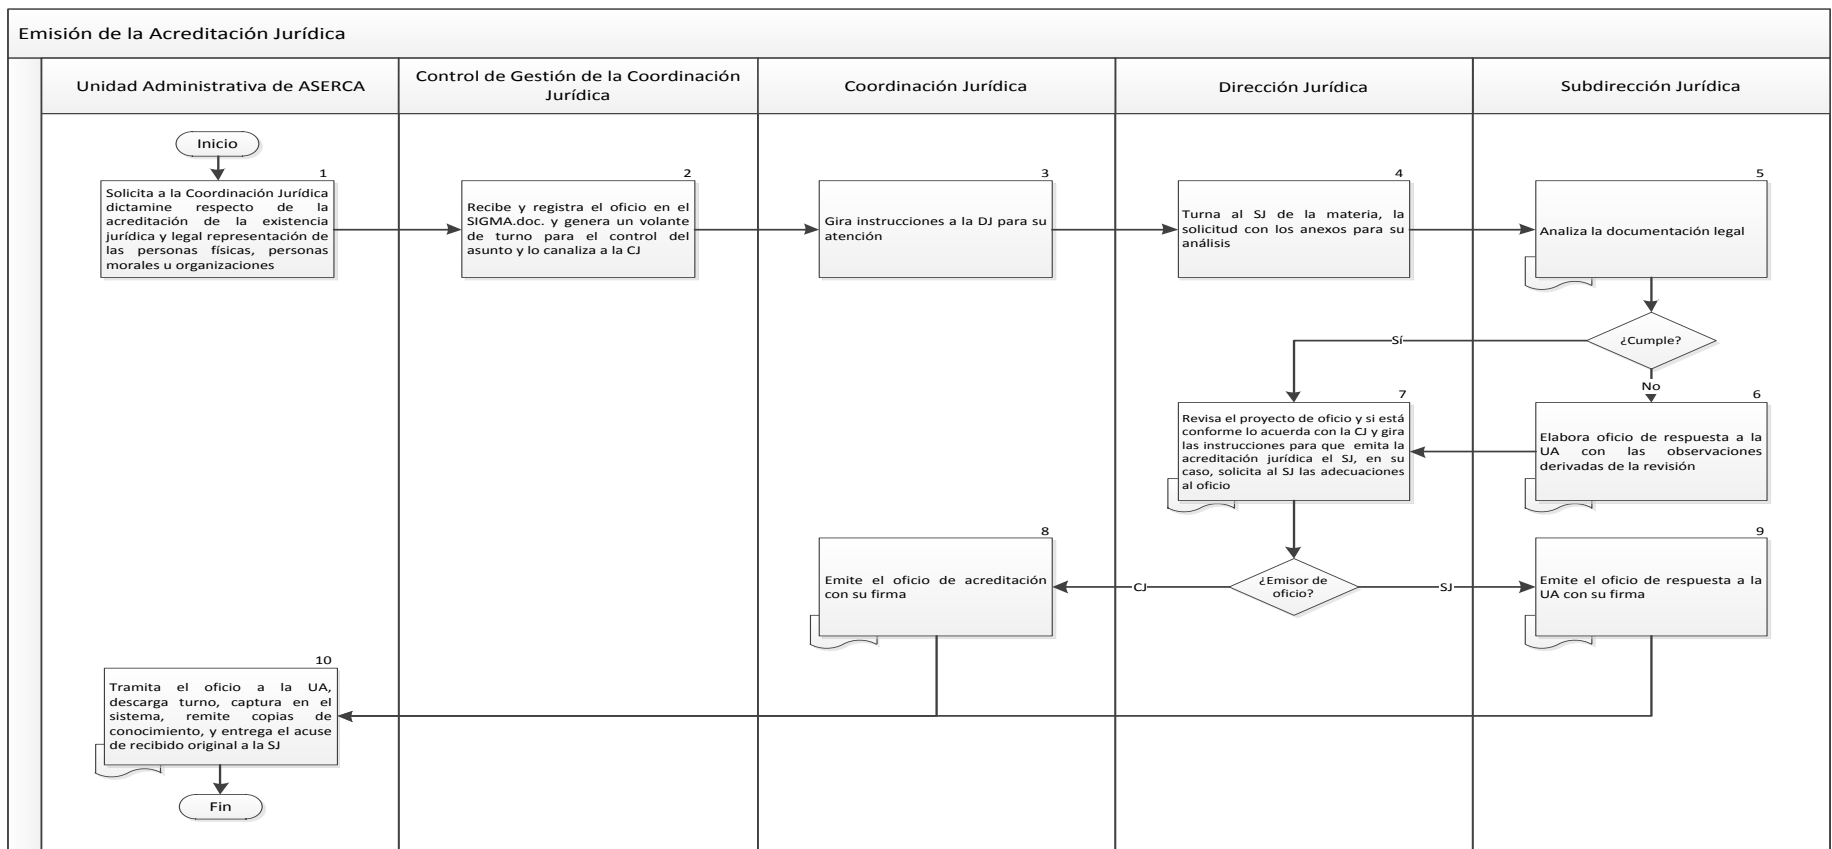 Emisión de la Acreditación Jurídica
Unidad Administrativa de ASERCA
Control de Gestión de la Coordinación
Jurídica
Coordinación Jurídica
Dirección Jurídica
Subdirección Jurídica
Inicio
1
Solicita a la Coordinación Jurídica
dictamine respecto de la
acreditación de la existencia
jurídica y legal representación de
las personas físicas, personas
morales u organizaciones
2
Recibe y registra el oficio en el
SIGMA.doc. y genera un volante
de turno para el control del
asunto y lo canaliza a la CJ
3
Gira instrucciones a la DJ para su
atención
4
Turna al SJ de la materia, la
solicitud con los anexos para su
análisis
5
Analiza la documentación legal
¿Cumple?
Sí
No
6
Elabora oficio de respuesta a la
UA con las observaciones
derivadas de la revisión
7
Revisa el proyecto de oficio y si está
conforme lo acuerda con la CJ y gira
las instrucciones para que emita la
acreditación jurídica el SJ, en su
caso, solicita al SJ las adecuaciones
al oficio
¿Emisor de
oficio?
CJ
SJ
8
Emite el oficio de acreditación
con su firma
9
Emite el oficio de respuesta a la
UA con su firma
10
Tramita el oficio a la UA,
descarga turno, captura en el
sistema, remite copias de
conocimiento, y entrega el acuse
de recibido original a la SJ
Fin